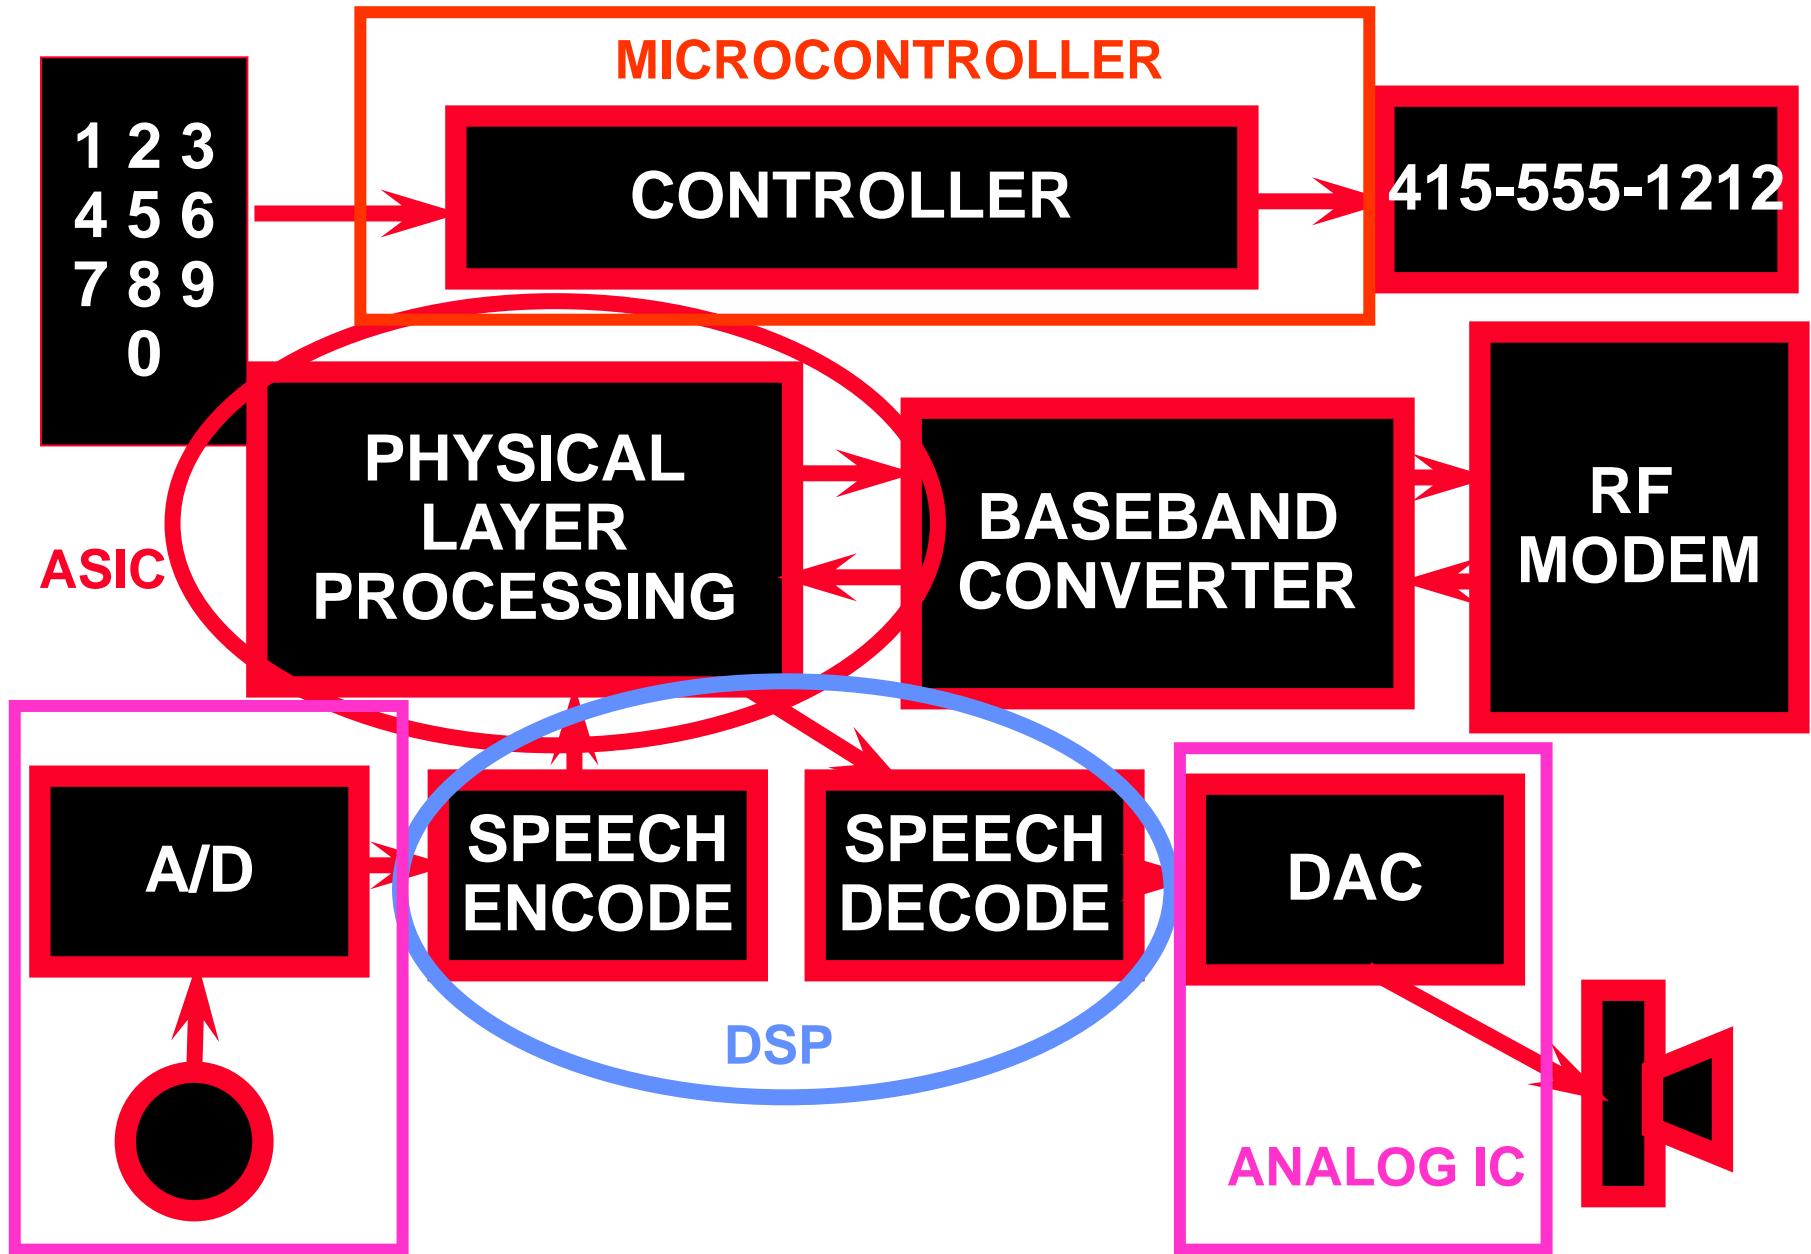 MICROCONTROLLER
1 2 3
4 5 6
7 8 9
0
CONTROLLER
415-555-1212
PHYSICAL
LAYER
PROCESSING
BASEBAND
CONVERTER
RF
MODEM
ASIC
A/D
SPEECH
ENCODE
SPEECH
DECODE
DAC
DSP
ANALOG IC